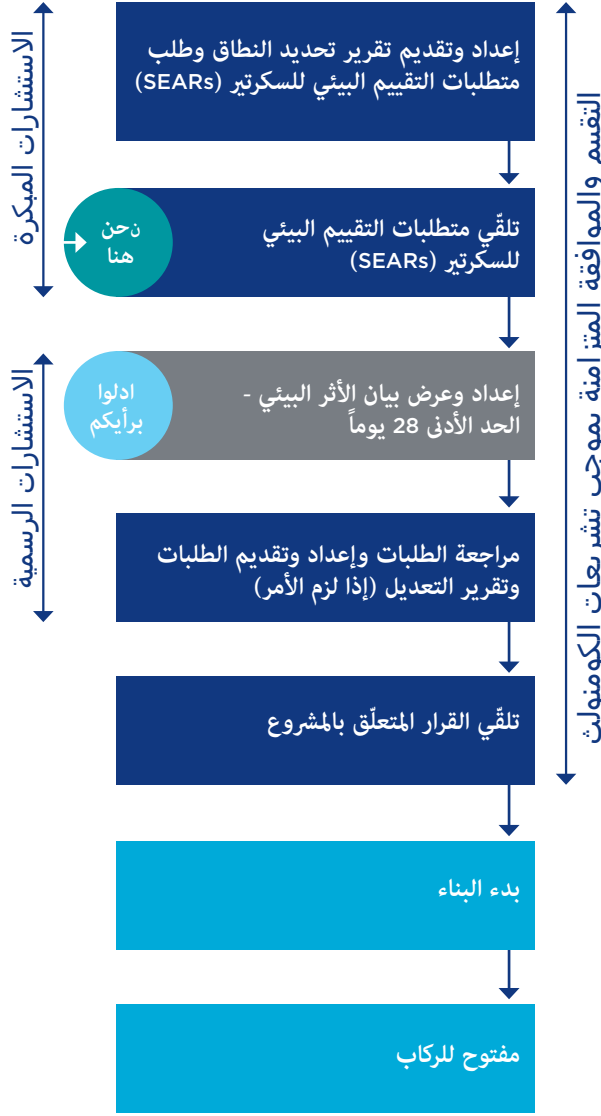 إعداد وتقديم تقرير تحديد النطاق وطلب
متطلبات التقييم البيئي للسكرتير (SEARs)
تلقّي متطلبات التقييم البيئي
للسكرتير (SEARs)
نحن
هنا
إعداد وعرض بيان الأثر البيئي -
الحد الأدنى 28 يوماً
ادلوا
برأيكم
مراجعة الطلبات وإعداد وتقديم الطلبات
وتقرير التعديل (إذا لزم الأمر)
تلقّي القرار المتعلّق بالمشروع
بدء البناء
مفتوح للركاب
الاستشارات المبكرة
الاستشارات الرسمية
التقييم والموافقة المتزامنة بموجب تشريعات الكومنولث